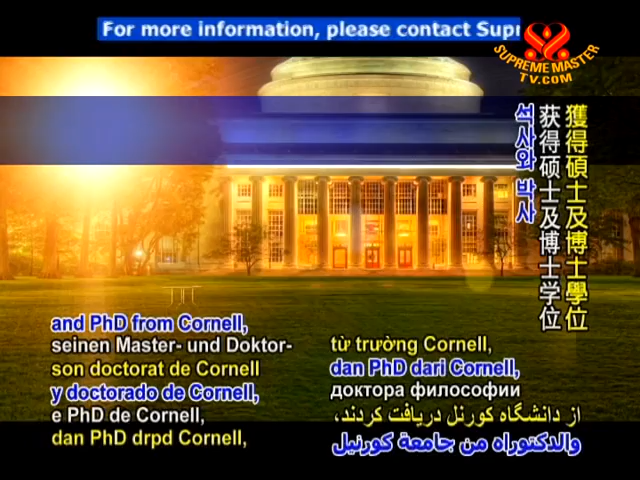 For more information, please contact Supr
SUPREME MASTER
TV.COM
獲得碩士及博士學位
获得硕士及博士学位
석사와 박사
and PhD from Cornell,
seinen Master- und Doktor-
son doctorat de Cornell
y doctorado de Cornell,
e PhD de Cornell,
dan PhD drpd Cornell,
từ trường Cornell,
dan PhD dari Cornell,
доктора философии
از دانشگاه کورنل دریافت کردند،
والدكتوراه من جامعة كورنيل